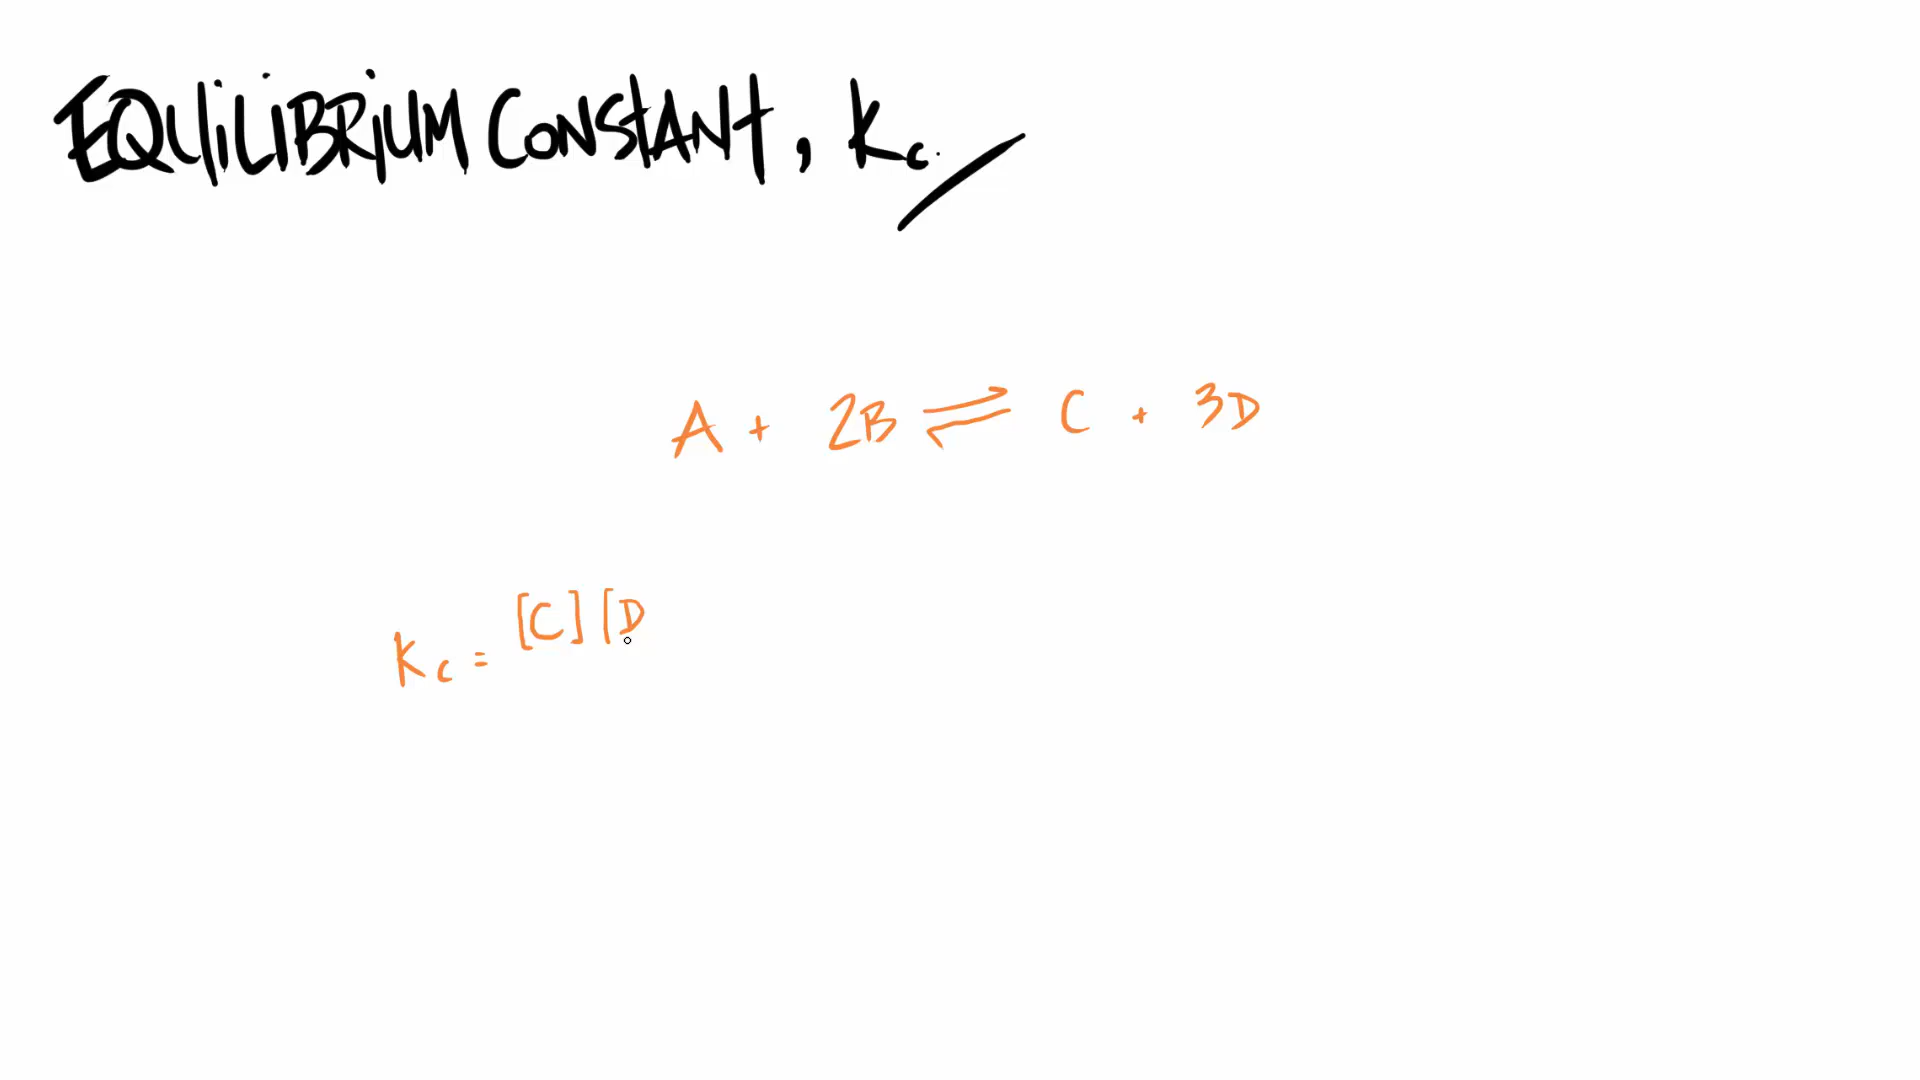 EQUILIBRIUM CONSTANT, Kc.
A + 2B ⇌ C + 3D
Kc = [C] [D